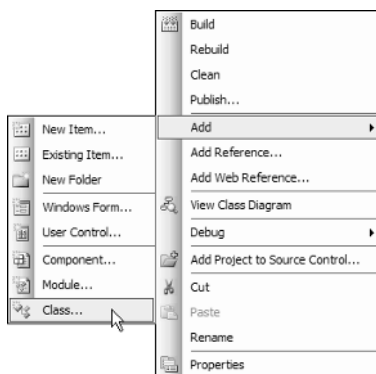 Build
Rebuild
Clean
Publish...
Add
Add Reference...
Add Web Reference...
View Class Diagram
Debug
Add Project to Source Control...
Cut
Paste
Rename
Properties
New Item...
Existing Item...
New Folder
Windows Form...
User Control...
Component...
Module...
Class...